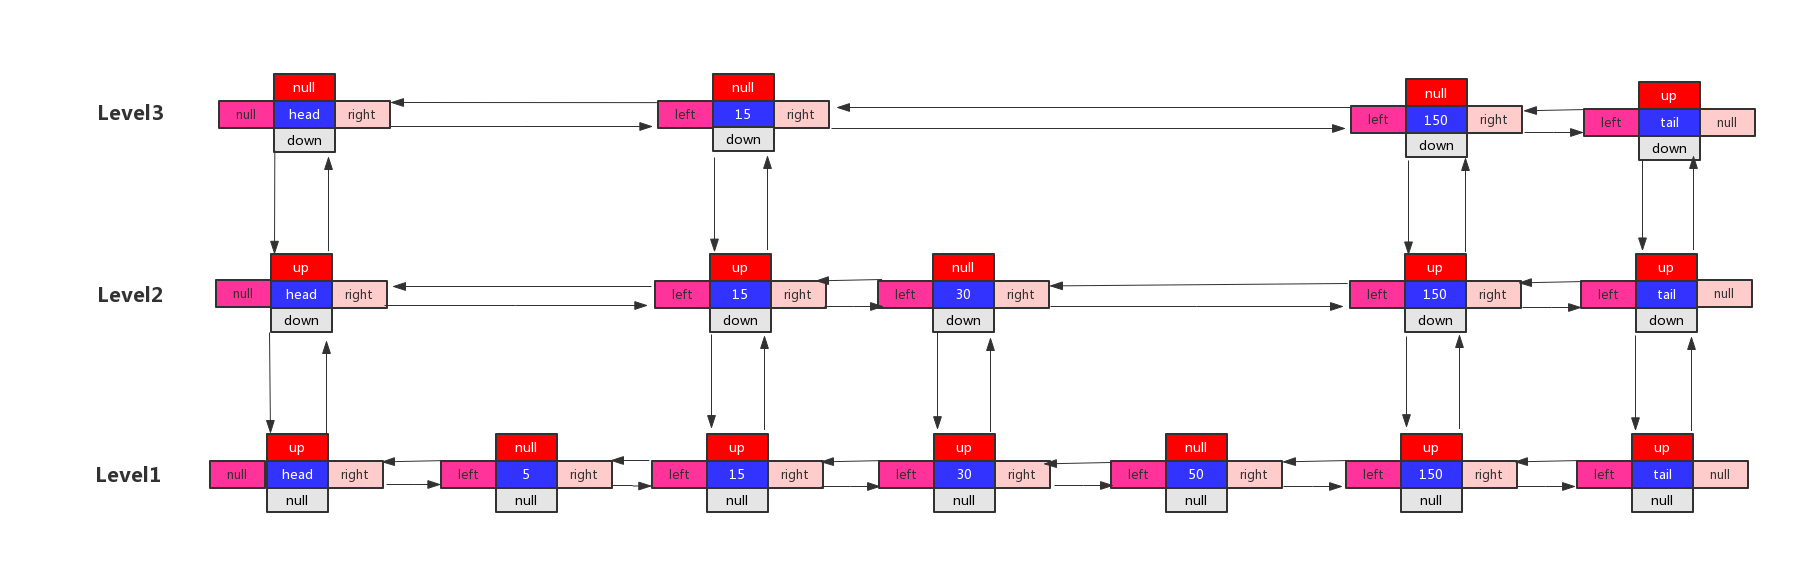 null null null up
Level3 null head right left 15 right left 150 right left tail null
down down down down
up up null up up
Level2 null head right left 15 right left 30 right left 150 right left tail null
down down down down down
up null up up null up up
Level1 null head right left 5 right left 15 right left 30 right left 50 right left 150 right left tail null
null null null null null null null